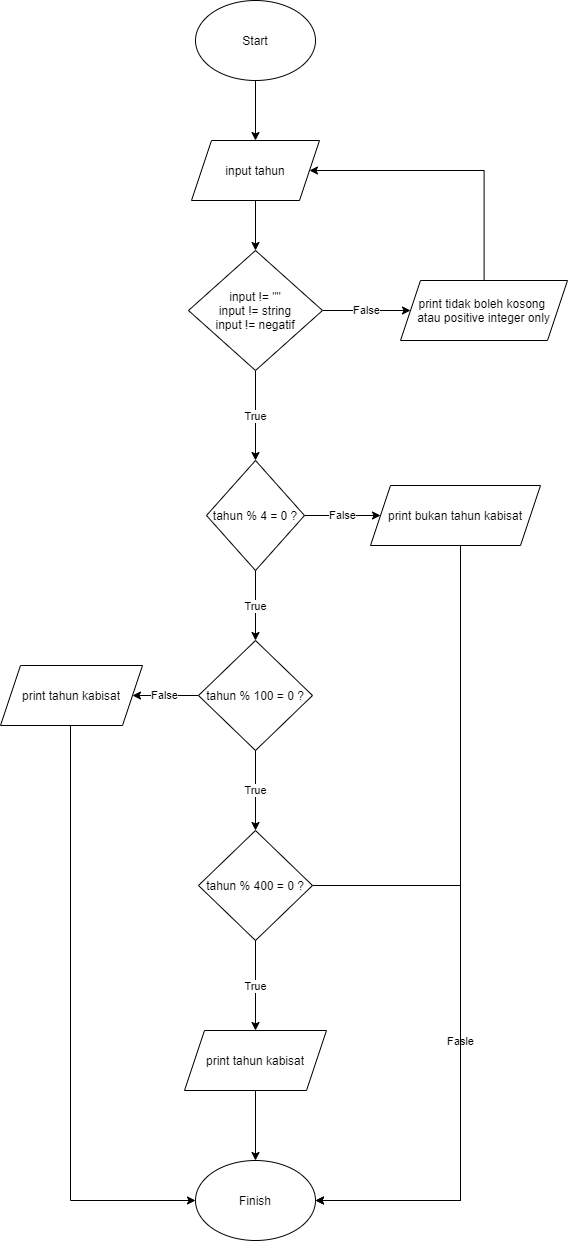 Start
input tahun
input != ""
input != string
input != negatif
False
print tidak boleh kosong
atau positive integer only
True
tahun % 4 = 0 ?
False
print bukan tahun kabisat
True
print tahun kabisat
False
tahun % 100 = 0 ?
True
tahun % 400 = 0 ?
True
Fasle
print tahun kabisat
Finish